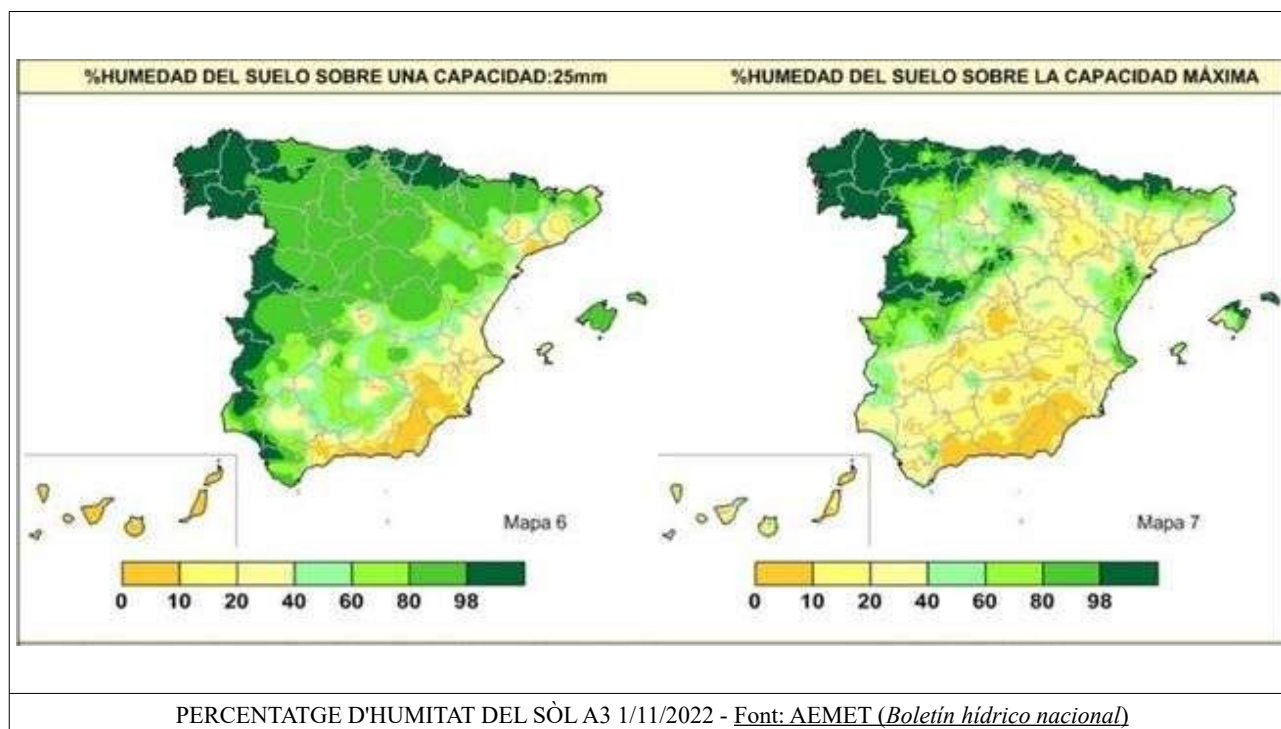 %HUMEDAD DEL SUELO SOBRE UNA CAPACIDAD:25mm
%HUMEDAD DEL SUELO SOBRE LA CAPACIDAD MÁXIMA
Mapa 6
Mapa 7
0 10 20 40 60 80 98
0 10 20 40 60 80 98
PERCENTATGE D'HUMITAT DEL SÒL A3 1/11/2022 - Font: AEMET (Boletín hídrico nacional)